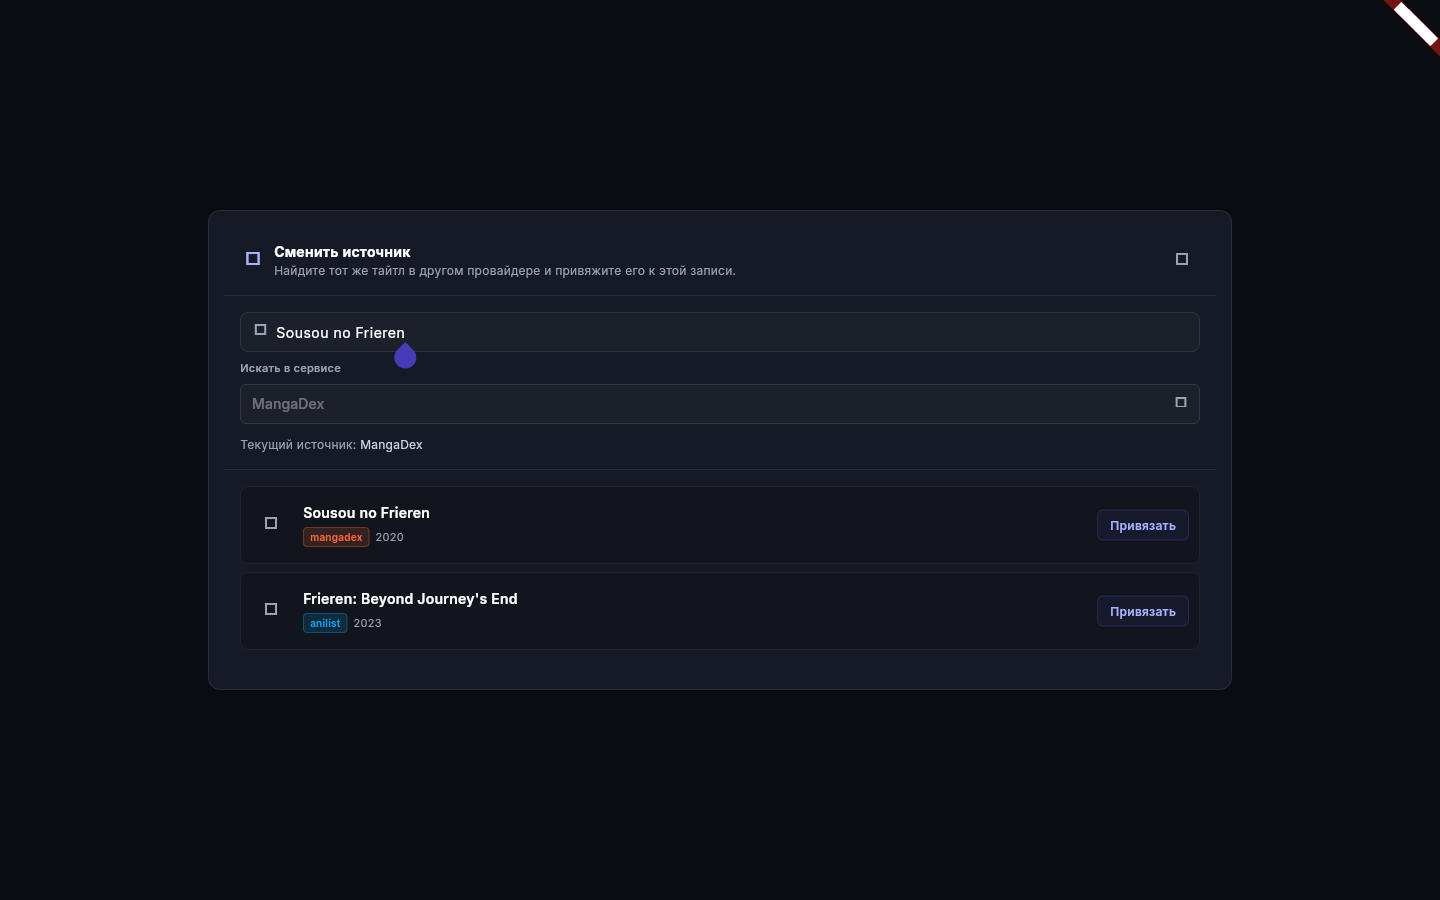 Сменить источник
Найдите тот же тайтл в другом провайдере и привяжите его к этой записи.
Sousou no Frieren
Искать в сервисе
MangaDex
Текущий источник: MangaDex
Sousou no Frieren
mangadex 2020
Привязать
Frieren: Beyond Journey's End
anilist 2023
Привязать